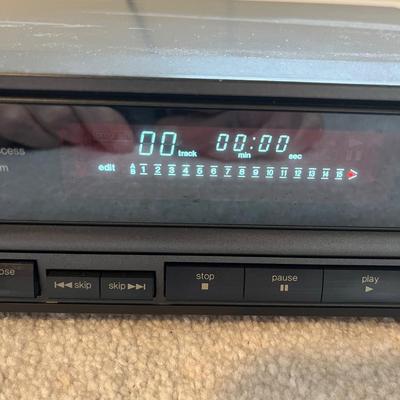 00 track 00 min :00 sec
cess
m edit A B 1 2 3 4 5 6 7 8 9 10 11 12 13 14 15 >
ose
skip skip
stop
pause
play